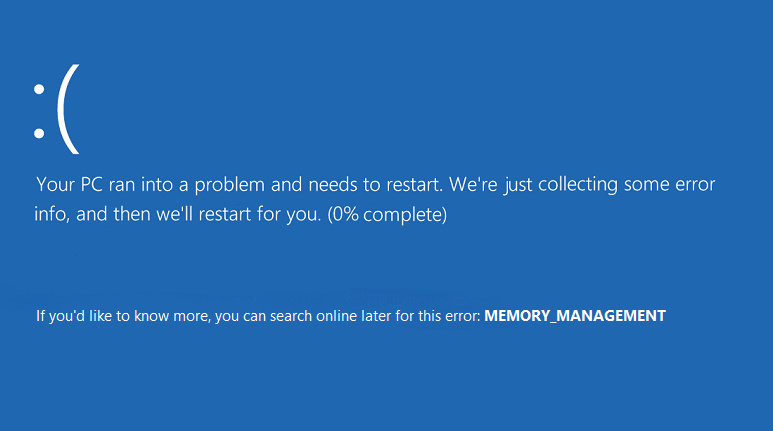 :(
Your PC ran into a problem and needs to restart. We're just collecting some error
info, and then we'll restart for you. (0% complete)
If you'd like to know more, you can search online later for this error: MEMORY_MANAGEMENT